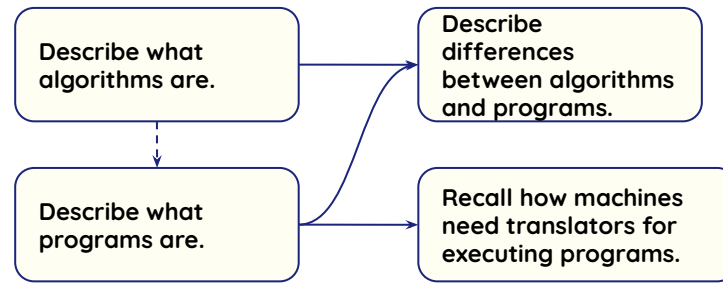 Describe what
algorithms are.
Describe
differences
between algorithms
and programs.
Describe what
programs are.
Recall how machines
need translators for
executing programs.